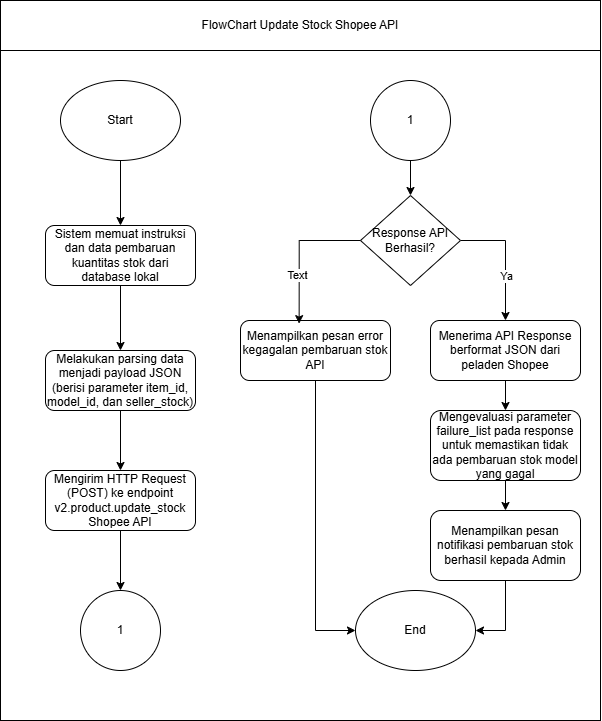 FlowChart Update Stock Shopee API
Start
Sistem memuat instruksi
dan data pembaruan
kuantitas stok dari
database lokal
Melakukan parsing data
menjadi payload JSON
(berisi parameter item_id,
model_id, dan seller_stock)
Mengirim HTTP Request
(POST) ke endpoint
v2.product.update_stock
Shopee API
1
1
Response API
Berhasil?
Text
Ya
Menampilkan pesan error
kegagalan pembaruan stok
API
Menerima API Response
berformat JSON dari
peladen Shopee
Mengevaluasi parameter
failure_list pada response
untuk memastikan tidak
ada pembaruan stok model
yang gagal
Menampilkan pesan
notifikasi pembaruan stok
berhasil kepada Admin
End